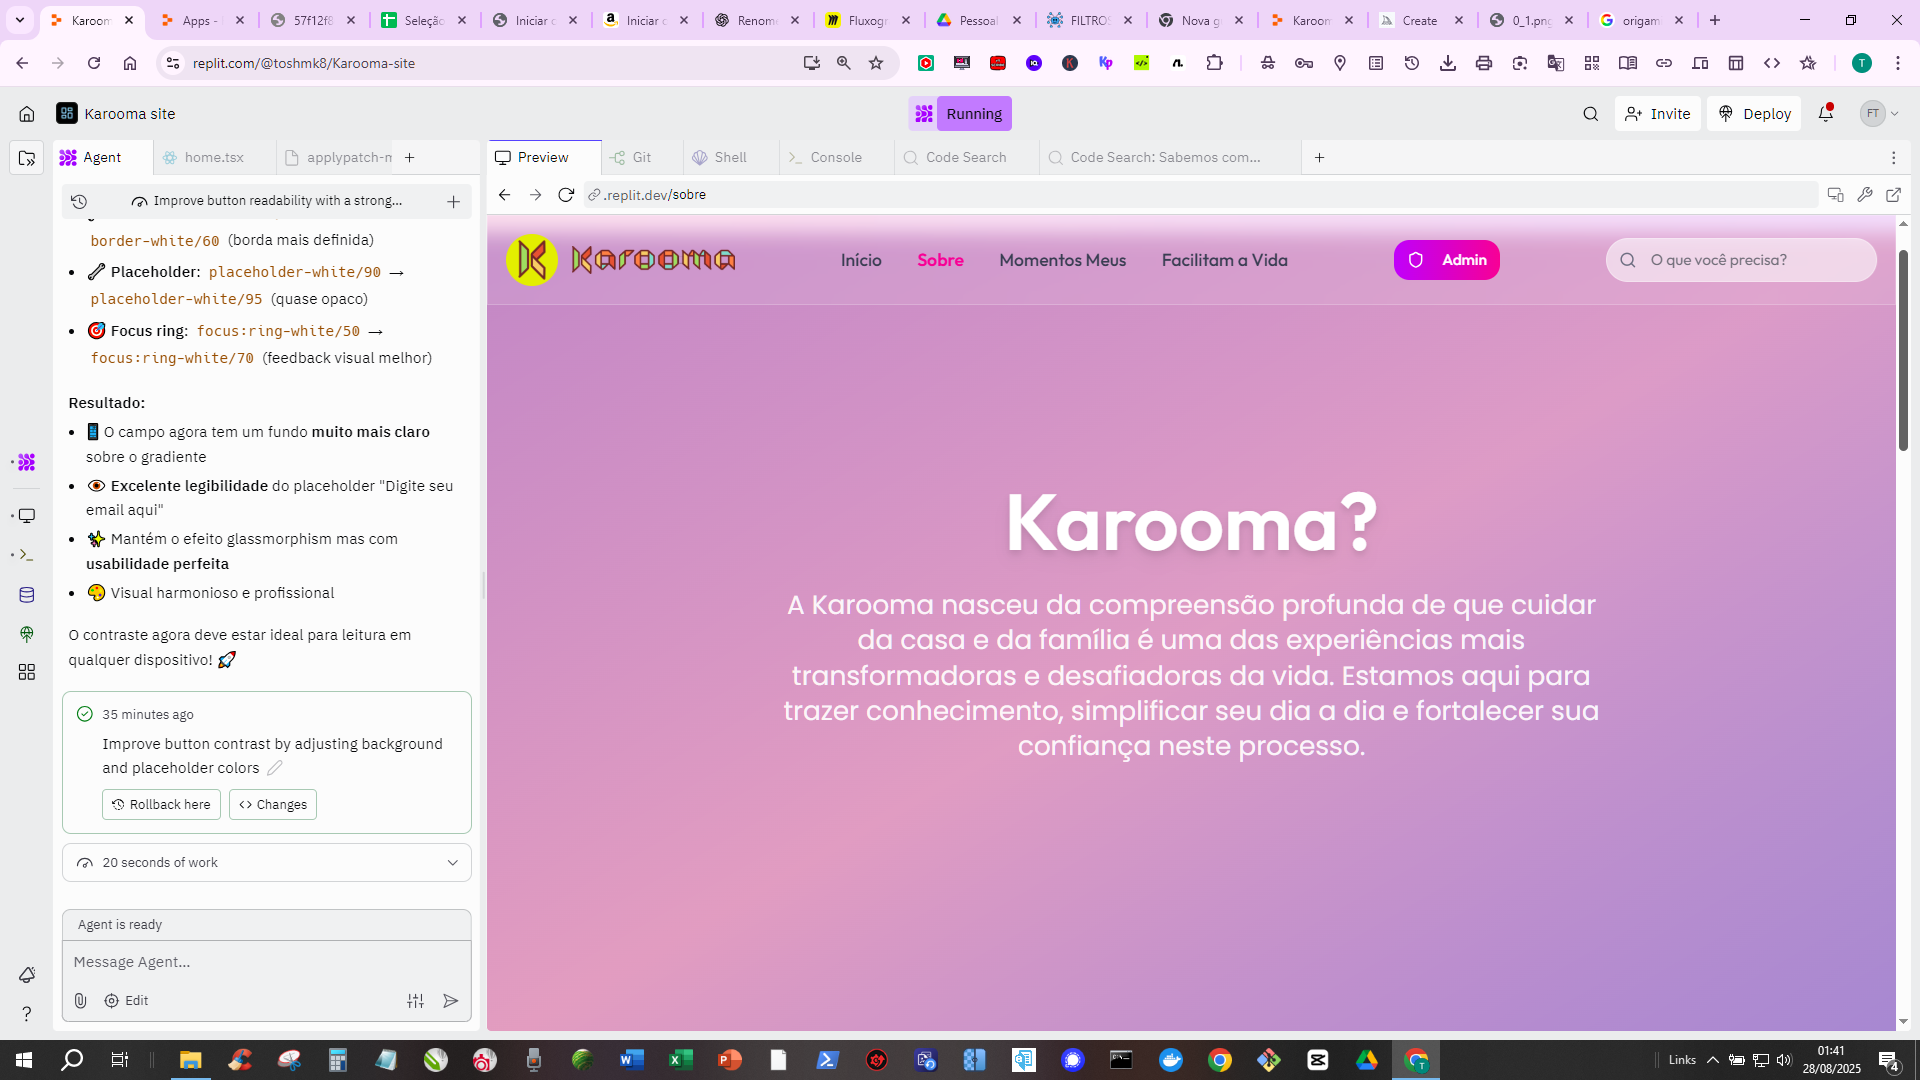 Karoom
Apps -
57f12f8
Seleção
Iniciar c
Iniciar c
Renome
Fluxogr
Pessoal
FILTROS
Nova g
Karoom
Create
0_1.png
origam
replit.com/@toshmk8/Karooma-site
T
Karooma site
Running
Invite
Deploy
FT
Agent
home.tsx
applypatch-m
Preview
Git
Shell
Console
Code Search
Code Search: Sabemos com...
Improve button readability with a strong...
.replit.dev/sobre
border-white/60 (borda mais definida)
Placeholder: placeholder-white/90 →
placeholder-white/95 (quase opaco)
Focus ring: focus:ring-white/50 →
focus:ring-white/70 (feedback visual melhor)
Resultado:
O campo agora tem um fundo muito mais claro
sobre o gradiente
Excelente legibilidade do placeholder "Digite seu
email aqui"
Mantém o efeito glassmorphism mas com
usabilidade perfeita
Visual harmonioso e profissional
O contraste agora deve estar ideal para leitura em
qualquer dispositivo!
35 minutes ago
Improve button contrast by adjusting background
and placeholder colors
Rollback here
Changes
20 seconds of work
Agent is ready
Message Agent...
Edit
Karooma
Início
Sobre
Momentos Meus
Facilitam a Vida
Admin
O que você precisa?
Karooma?
A Karooma nasceu da compreensão profunda de que cuidar
da casa e da família é uma das experiências mais
transformadoras e desafiadoras da vida. Estamos aqui para
trazer conhecimento, simplificar seu dia a dia e fortalecer sua
confiança neste processo.
Links
01:41
28/08/2025
4